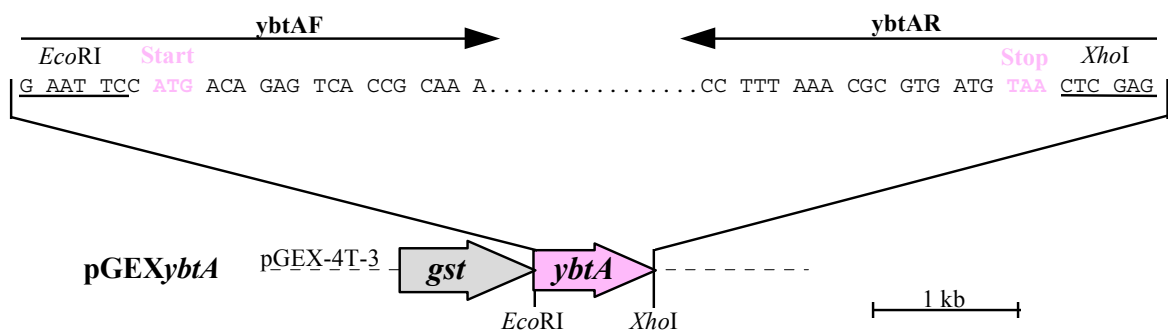 ybtAF ybtAR
EcoRI Start Stop XhoI
G AAT TCC ATG ACA GAG TCA CCG CAA A................CC TTT AAA CGC GTG ATG TAA CTC GAG
pGEXybtA pGEX-4T-3 gst ybtA
1 kb
EcoRI XhoI